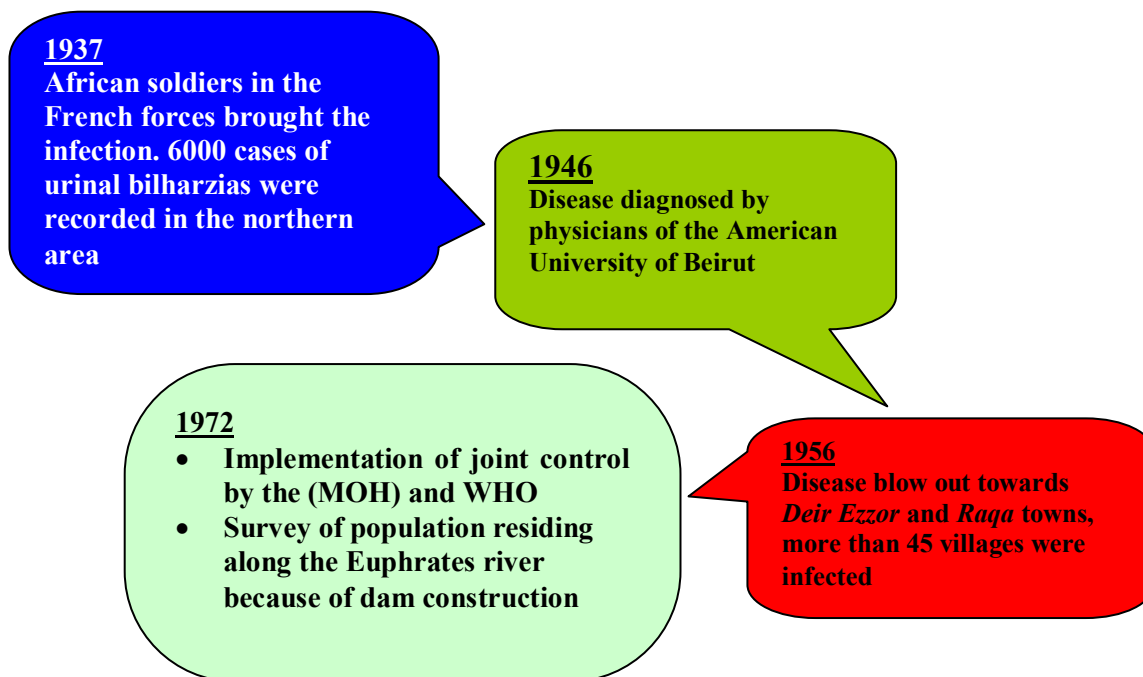 1937
African soldiers in the
French forces brought the
infection. 6000 cases of
urinal bilharzias were
recorded in the northern
area
1946
Disease diagnosed by
physicians of the American
University of Beirut
1956
Disease blow out towards
Deir Ezzor and Raqa towns,
more than 45 villages were
infected
1972
• Implementation of joint control
by the (MOH) and WHO
• Survey of population residing
along the Euphrates river
because of dam construction